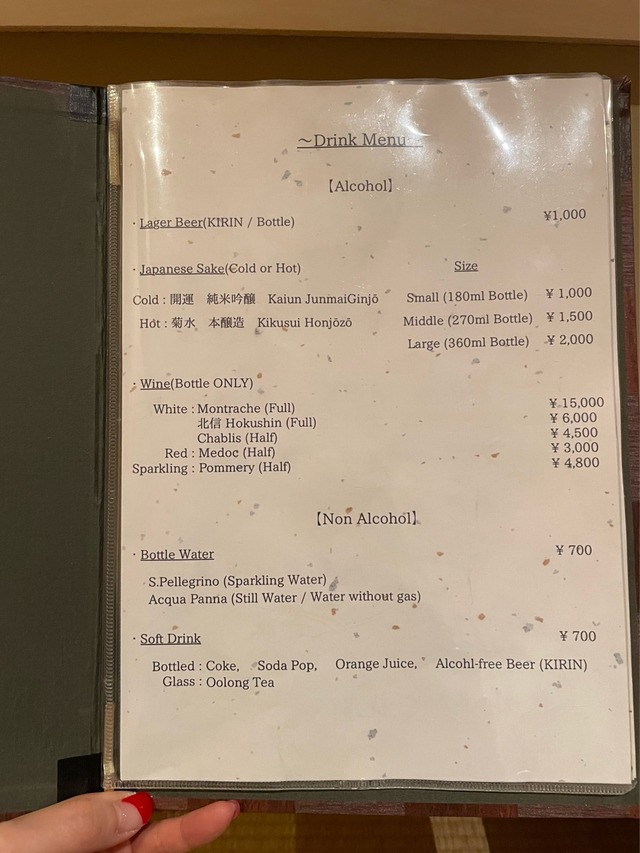 ~Drink Menu
【Alcohol】
· Lager Beer(KIRIN / Bottle) ¥1,000
· Japanese Sake(Cold or Hot) Size
Cold : 開運 純米吟醸 Kaiun JunmaiGinjō Small (180ml Bottle) ¥ 1,000
Hot : 菊水 本醸造 Kikusui Honjōzō Middle (270ml Bottle) ¥ 1,500
Large (360ml Bottle) ¥ 2,000
· Wine(Bottle ONLY)
White : Montrache (Full) ¥ 15,000
北信 Hokushin (Full) ¥ 6,000
Chablis (Half) ¥ 4,500
Red : Medoc (Half) ¥ 3,000
Sparkling : Pommery (Half) ¥ 4,800
【Non Alcohol】
· Bottle Water ¥ 700
S.Pellegrino (Sparkling Water)
Acqua Panna (Still Water / Water without gas)
· Soft Drink ¥ 700
Bottled : Coke, Soda Pop, Orange Juice, Alcohl-free Beer (KIRIN)
Glass : Oolong Tea